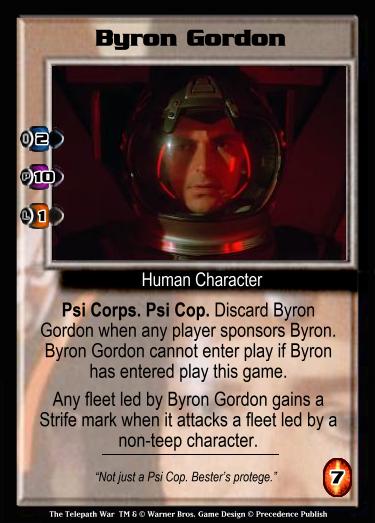 Byron Gordon
2
10
1
Human Character
Psi Corps. Psi Cop. Discard Byron
Gordon when any player sponsors Byron.
Byron Gordon cannot enter play if Byron
has entered play this game.
Any fleet led by Byron Gordon gains a
Strife mark when it attacks a fleet led by a
non-teep character.
"Not just a Psi Cop. Bester's protege."
7
The Telepath War TM & © Warner Bros. Game Design © Precedence Publish